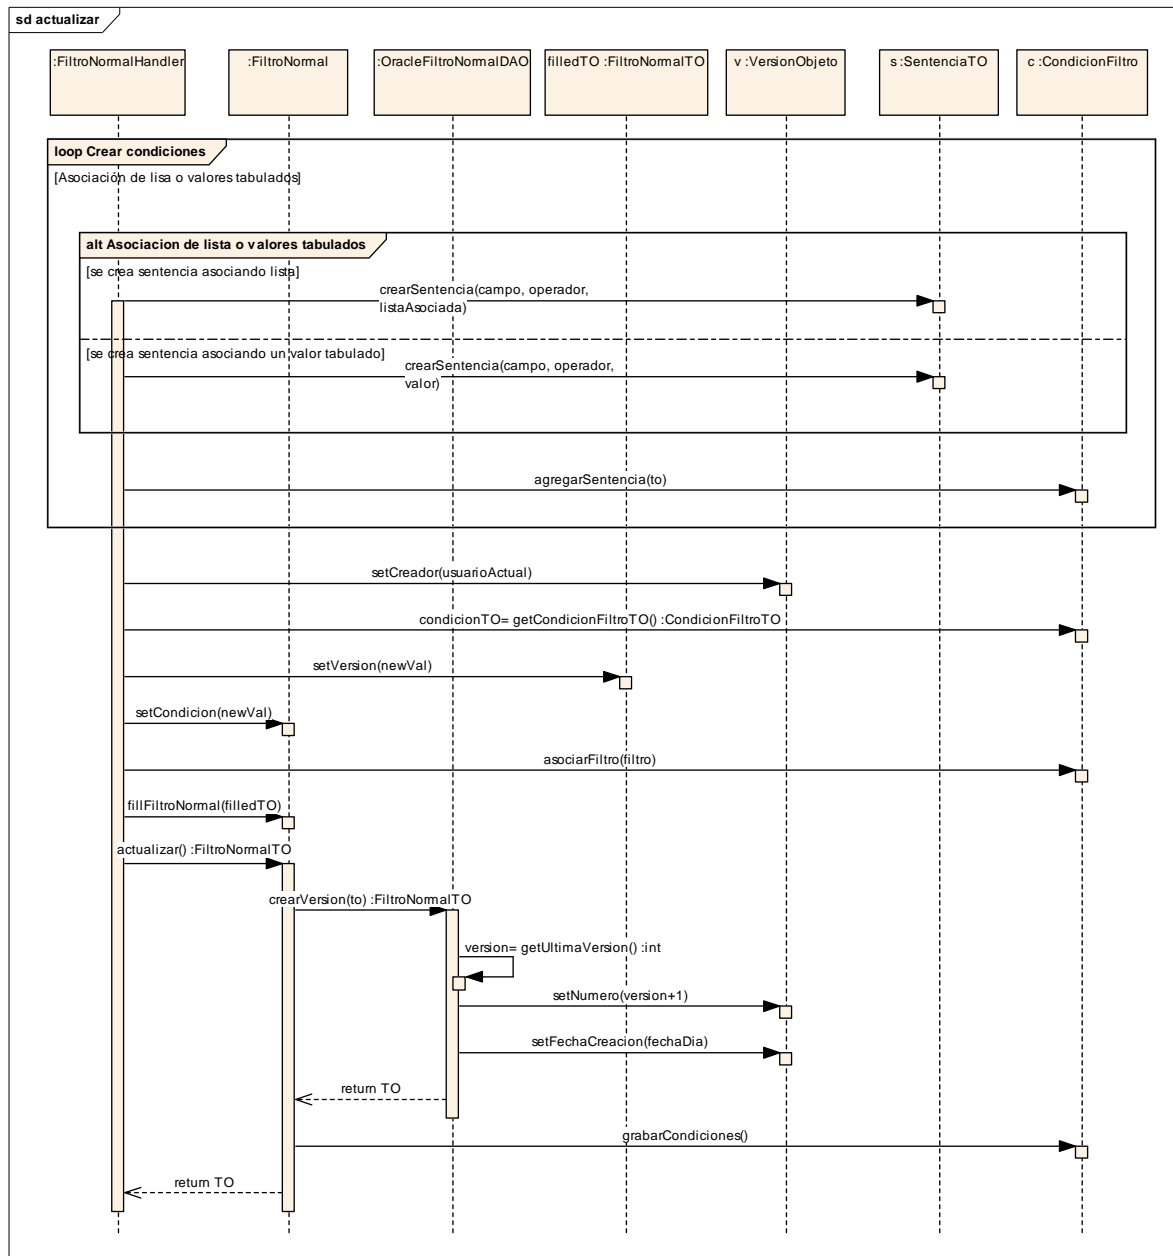 sd actualizar
:FiltroNormalHandler
:FiltroNormal
:OracleFiltroNormalDAO
filledTO :FiltroNormalTO
v :VersionObjeto
s :SentenciaTO
c :CondicionFiltro
loop Crear condiciones
[Asociación de lisa o valores tabulados]
alt Asociacion de lista o valores tabulados
[se crea sentencia asociando lista]
crearSentencia(campo, operador,
listaAsociada)
[se crea sentencia asociando un valor tabulado]
crearSentencia(campo, operador,
valor)
agregarSentencia(to)
setCreador(usuarioActual)
condicionTO= getCondicionFiltroTO() :CondicionFiltroTO
setVersion(newVal)
setCondicion(newVal)
asociarFiltro(filtro)
fillFiltroNormal(filledTO)
actualizar() :FiltroNormalTO
crearVersion(to) :FiltroNormalTO
version= getUltimaVersion() :int
setNumero(version+1)
setFechaCreacion(fechaDia)
return TO
grabarCondiciones()
return TO